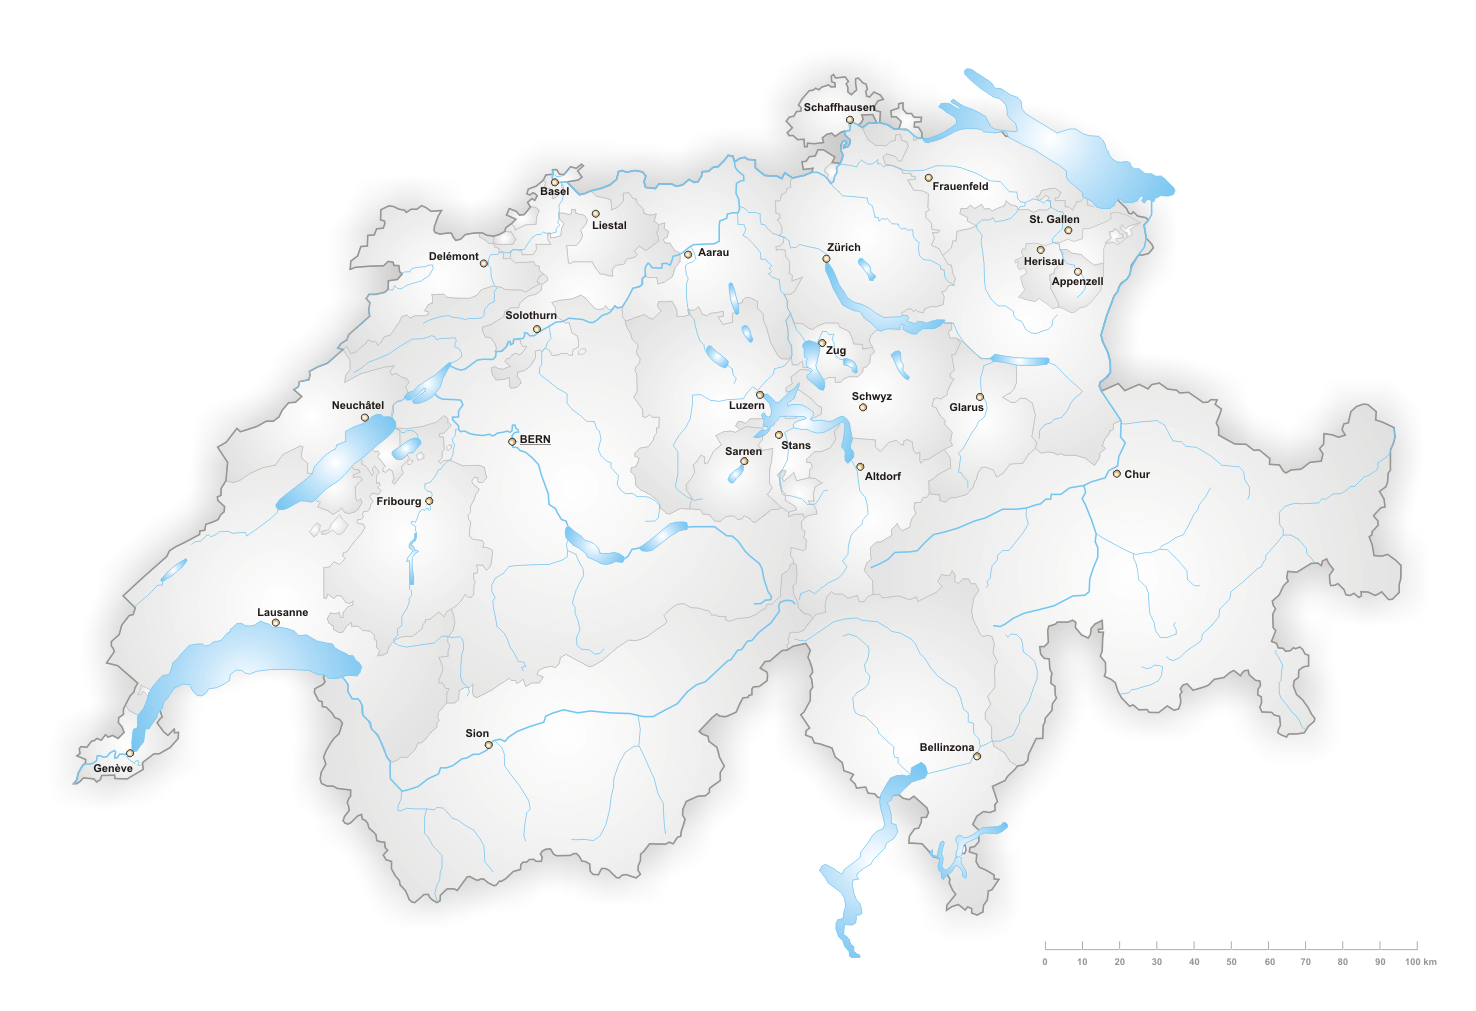 Schaffhausen
Basel
Frauenfeld
Liestal
St. Gallen
Delémont
Aarau
Zürich
Herisau
Appenzell
Solothurn
Zug
Neuchâtel
Luzern
Schwyz
Glarus
BERN
Stans
Sarnen
Altdorf
Chur
Fribourg
Lausanne
Sion
Bellinzona
Genève
0 10 20 30 40 50 60 70 80 90 100 km